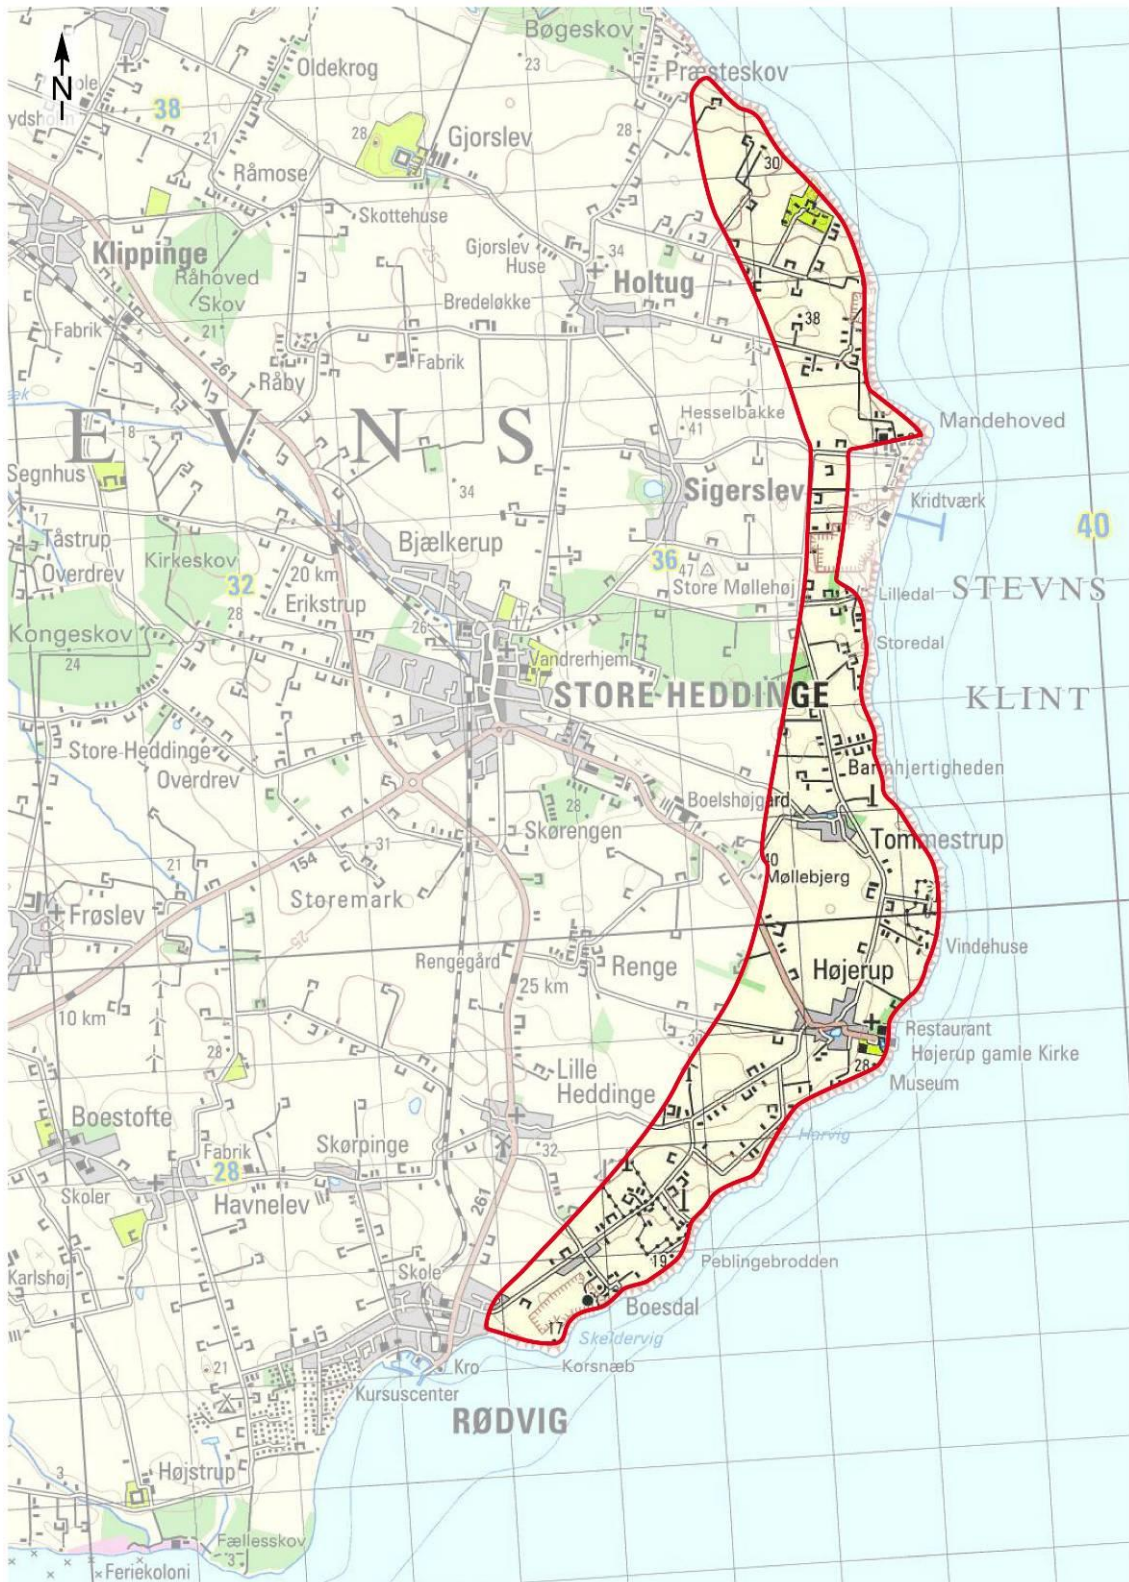 Bøgeskov
N
Oldekrog
23
Præsteskov
38
21
28
Gjorslev
28
30
Råmose
Skottehuse
Gjorslev
Huse
34
Klippinge
Råhoved
Skov
Holtug
Bredeløkke
38
Fabrik
21
261
Fabrik
Råby
E V N S
18
Hesselbakke
41
Mandehoved
Segnhus
34
Sigerslev
17
Kridtværk
Tåstrup
Overdrev
Kirkeskov
Bjælkerup
40
32
20 km
36
47
Store Møllehøj
STEVNS
28
Erikstrup
26
Lilledal
Kongeskov
24
Vandrerhjem
Storedal
STORE-HEDDINGE
KLINT
Store-Heddinge
Overdrev
Barmhjertigheden
28
Boelshøjgård
Skørengen
Tommestrup
21
154
31
40
Møllebjerg
Storemark
Frøslev
25
Rengegård
Renge
Vindehuse
25 km
Højerup
10 km
Restaurant
28
Højerup gamle Kirke
Lille
Heddinge
28
Museum
Boestofte
Harvig
Skørpinge
32
Fabrik
28
Skoler
Havnelev
261
Karlshøj
Skole
19
Peblingebrodden
Boesdal
17
Skeldervig
21
Kro
Korsnæb
Kursuscenter
RØDVIG
3
Højstrup
Fællesskov
3
Feriekoloni